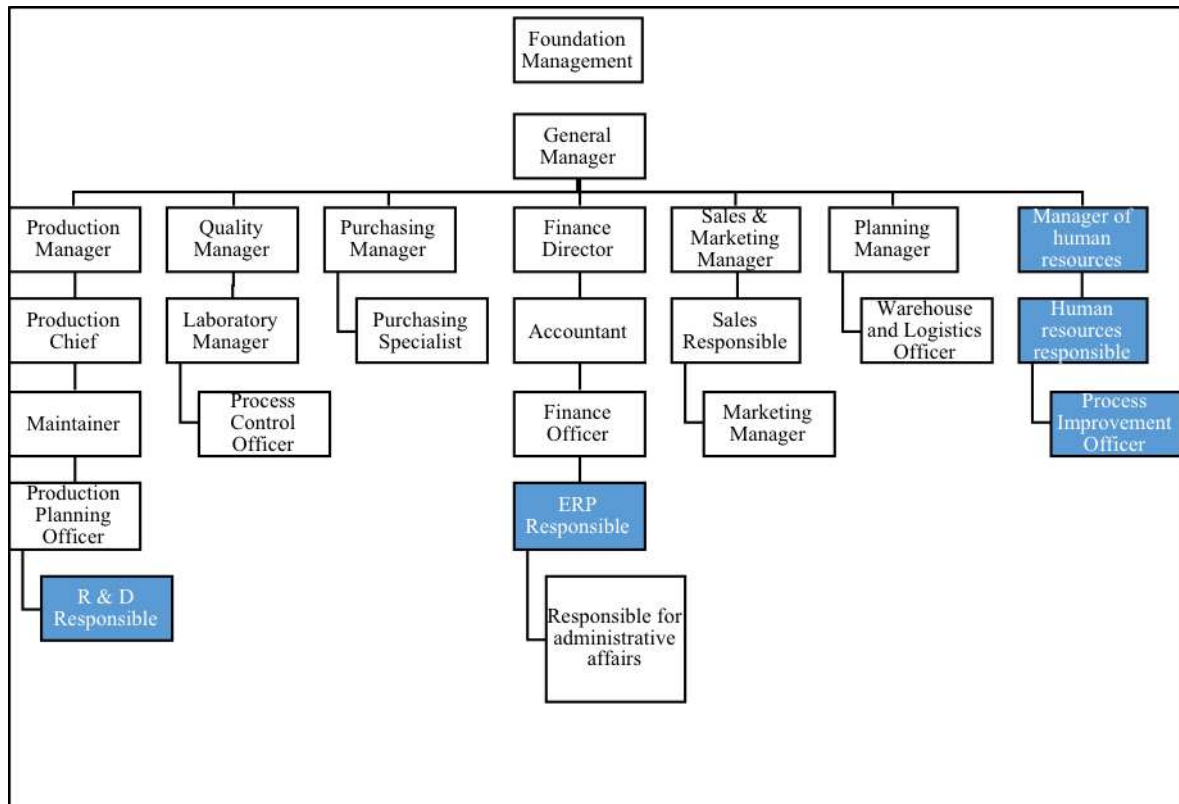 Foundation
Management
General
Manager
Production
Manager
Quality
Manager
Purchasing
Manager
Finance
Director
Sales &
Marketing
Manager
Planning
Manager
Manager of
human
resources
Production
Chief
Laboratory
Manager
Purchasing
Specialist
Accountant
Sales
Responsible
Warehouse
and Logistics
Officer
Human
resources
responsible
Maintainer
Process
Control
Officer
Finance
Officer
Marketing
Manager
Process
Improvement
Officer
Production
Planning
Officer
ERP
Responsible
R & D
Responsible
Responsible for
administrative
affairs